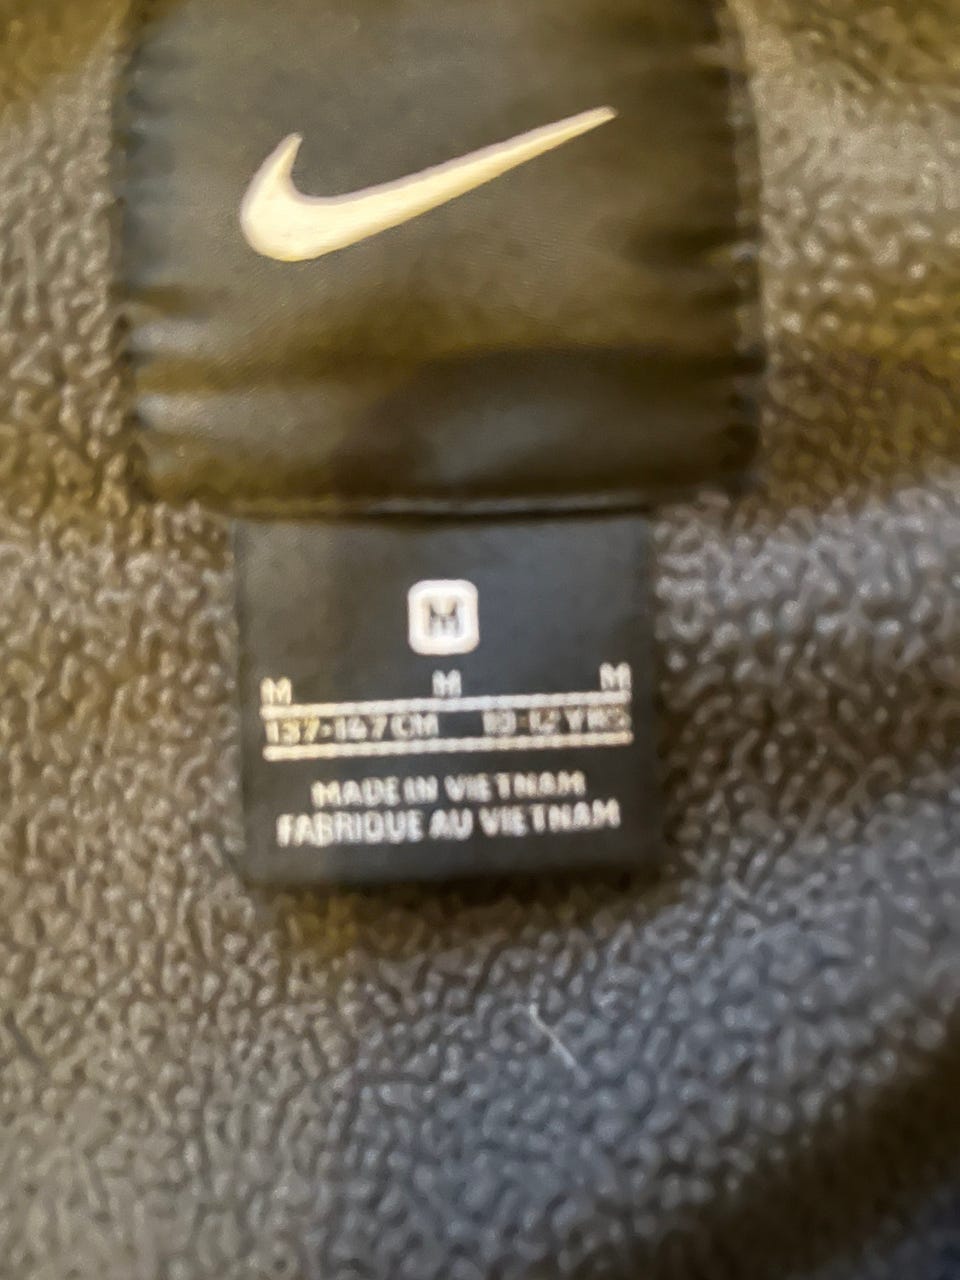 M
M M M
137-147 CM 10-12 YRS
MADE IN VIETNAM
FABRIQUE AU VIETNAM